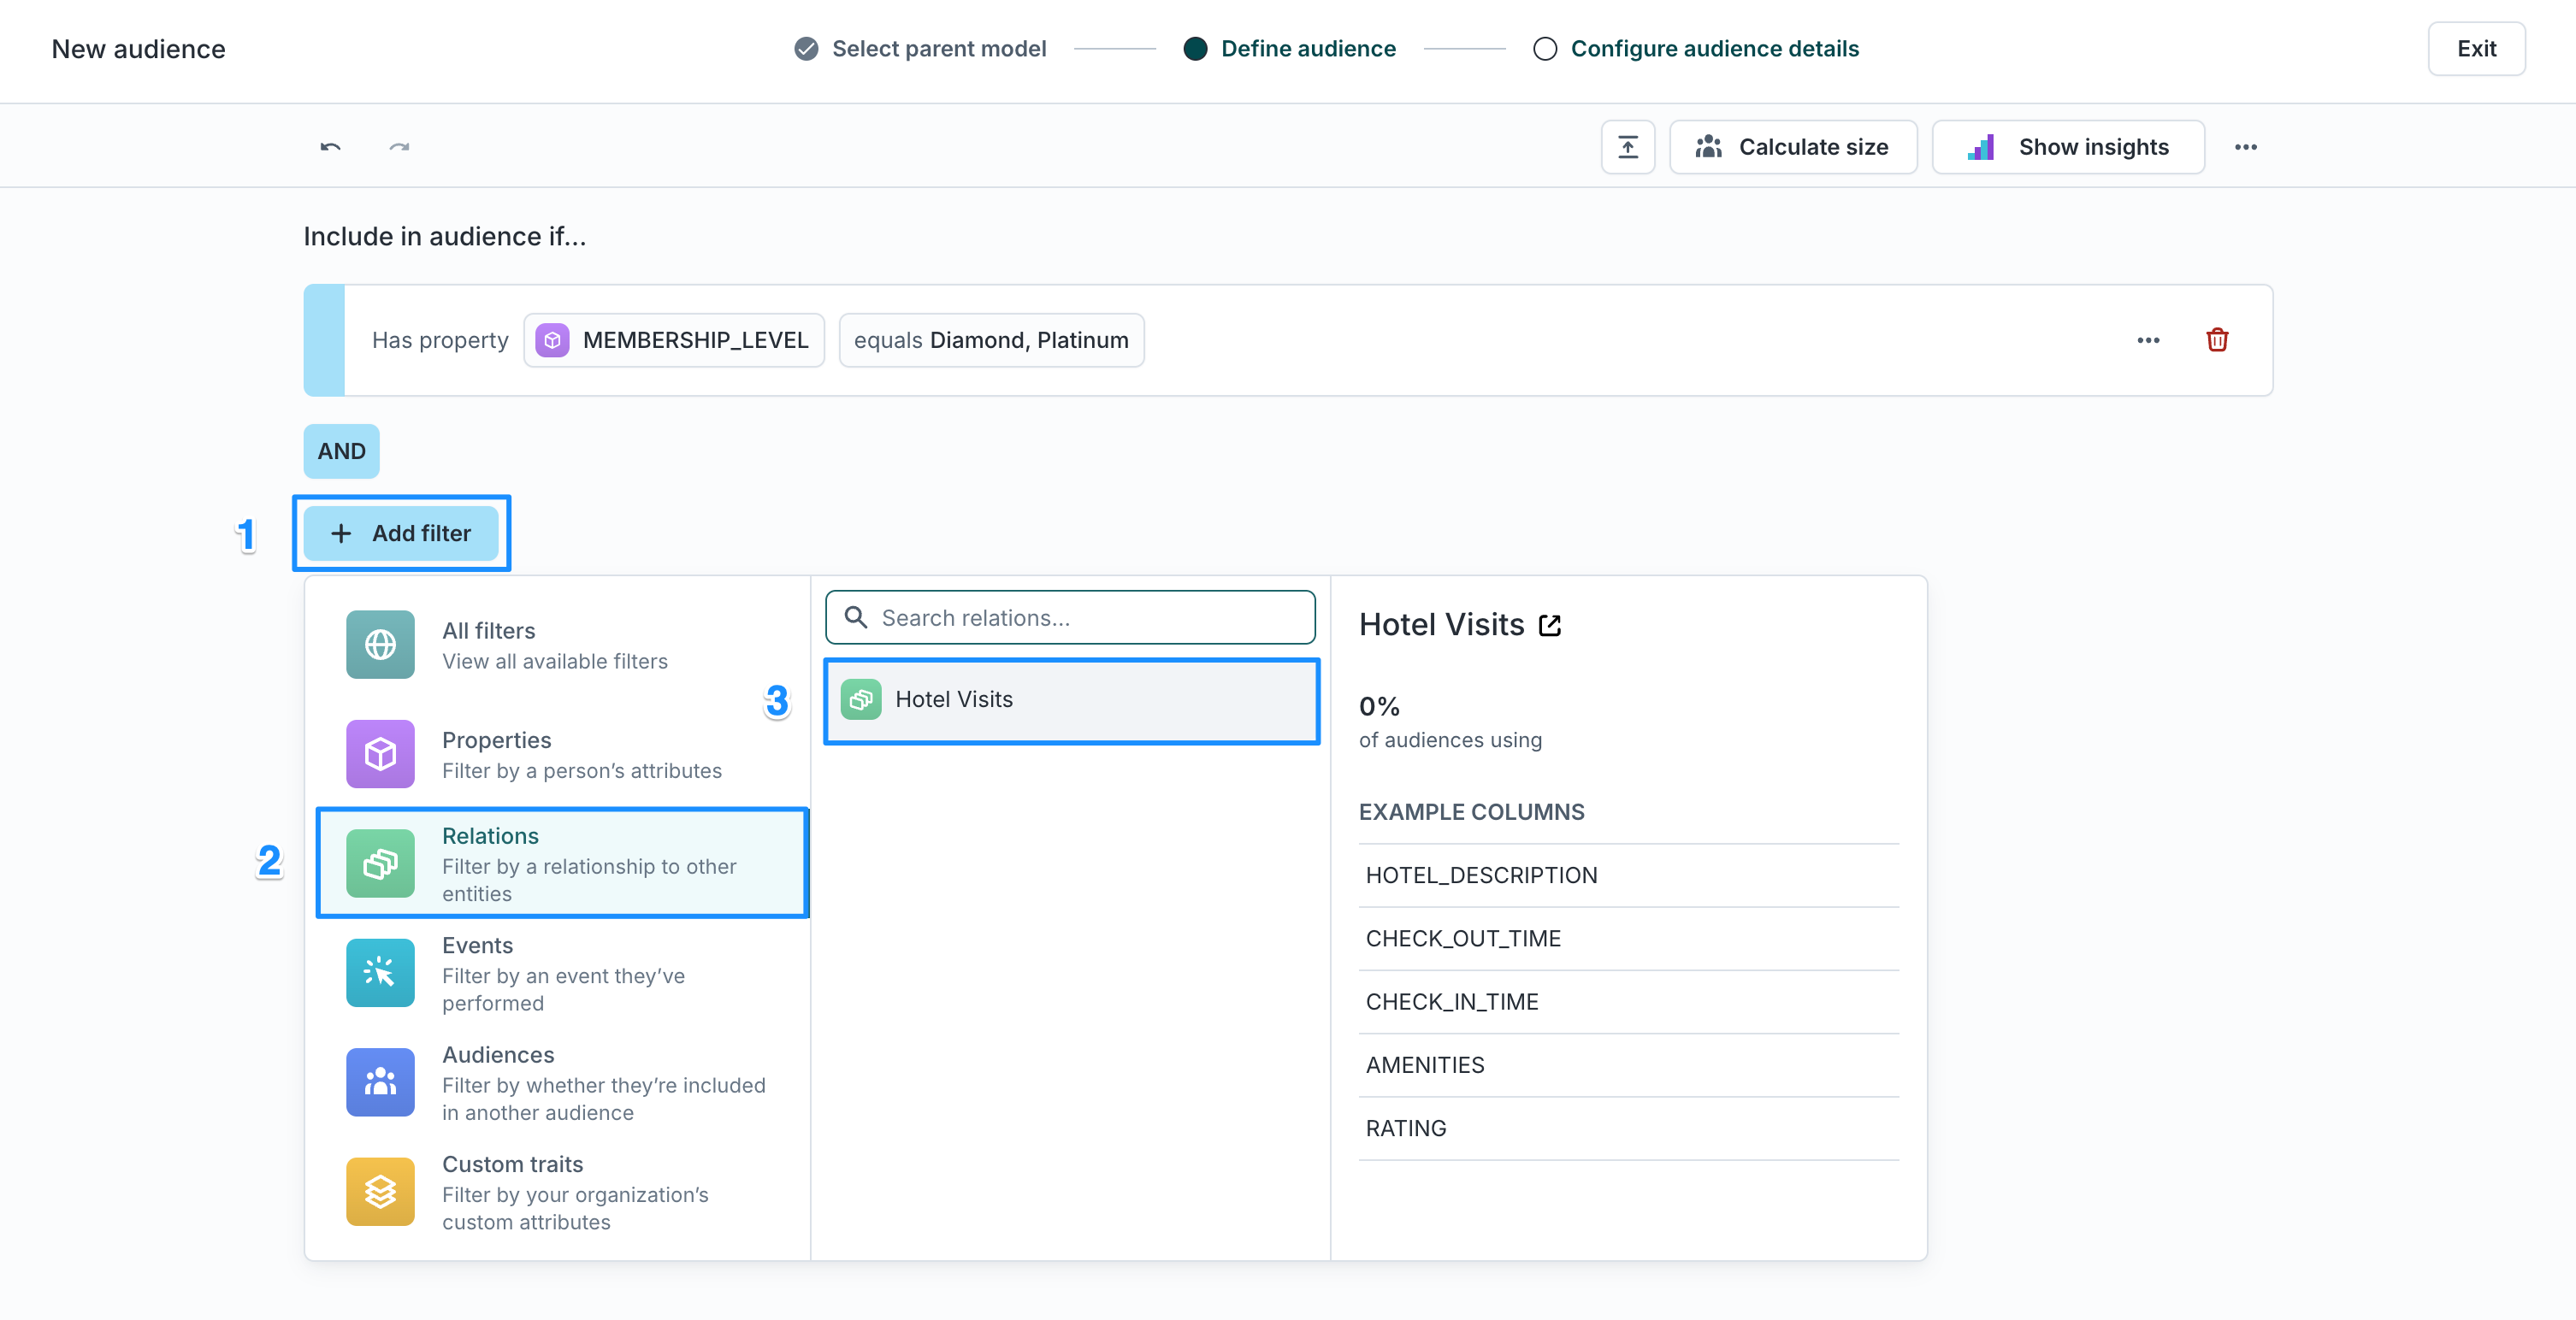 New audience
Select parent model
Define audience
Configure audience details
Exit
Calculate size
Show insights
Include in audience if...
Has property MEMBERSHIP_LEVEL equals Diamond, Platinum
AND
1
Add filter
All filters
View all available filters
Properties
Filter by a person’s attributes
2
Relations
Filter by a relationship to other
entities
Events
Filter by an event they’ve
performed
Audiences
Filter by whether they’re included
in another audience
Custom traits
Filter by your organization’s
custom attributes
Search relations...
3
Hotel Visits
Hotel Visits
0%
of audiences using
EXAMPLE COLUMNS
HOTEL_DESCRIPTION
CHECK_OUT_TIME
CHECK_IN_TIME
AMENITIES
RATING